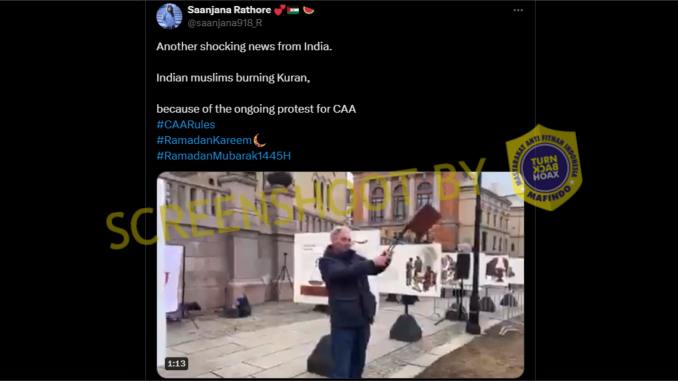 Saanjana Rathore
@saanjana918_R
Another shocking news from India.
Indian muslims burning Kuran,
because of the ongoing protest for CAA
#CAARules
#RamadanKareem
#RamadanMubarak1445H
SCREENSHOOT BY
MASYARAKAT ANTI FITNAH INDONESIA
TURN
BACK
HOAX
MAFINDO
1:13